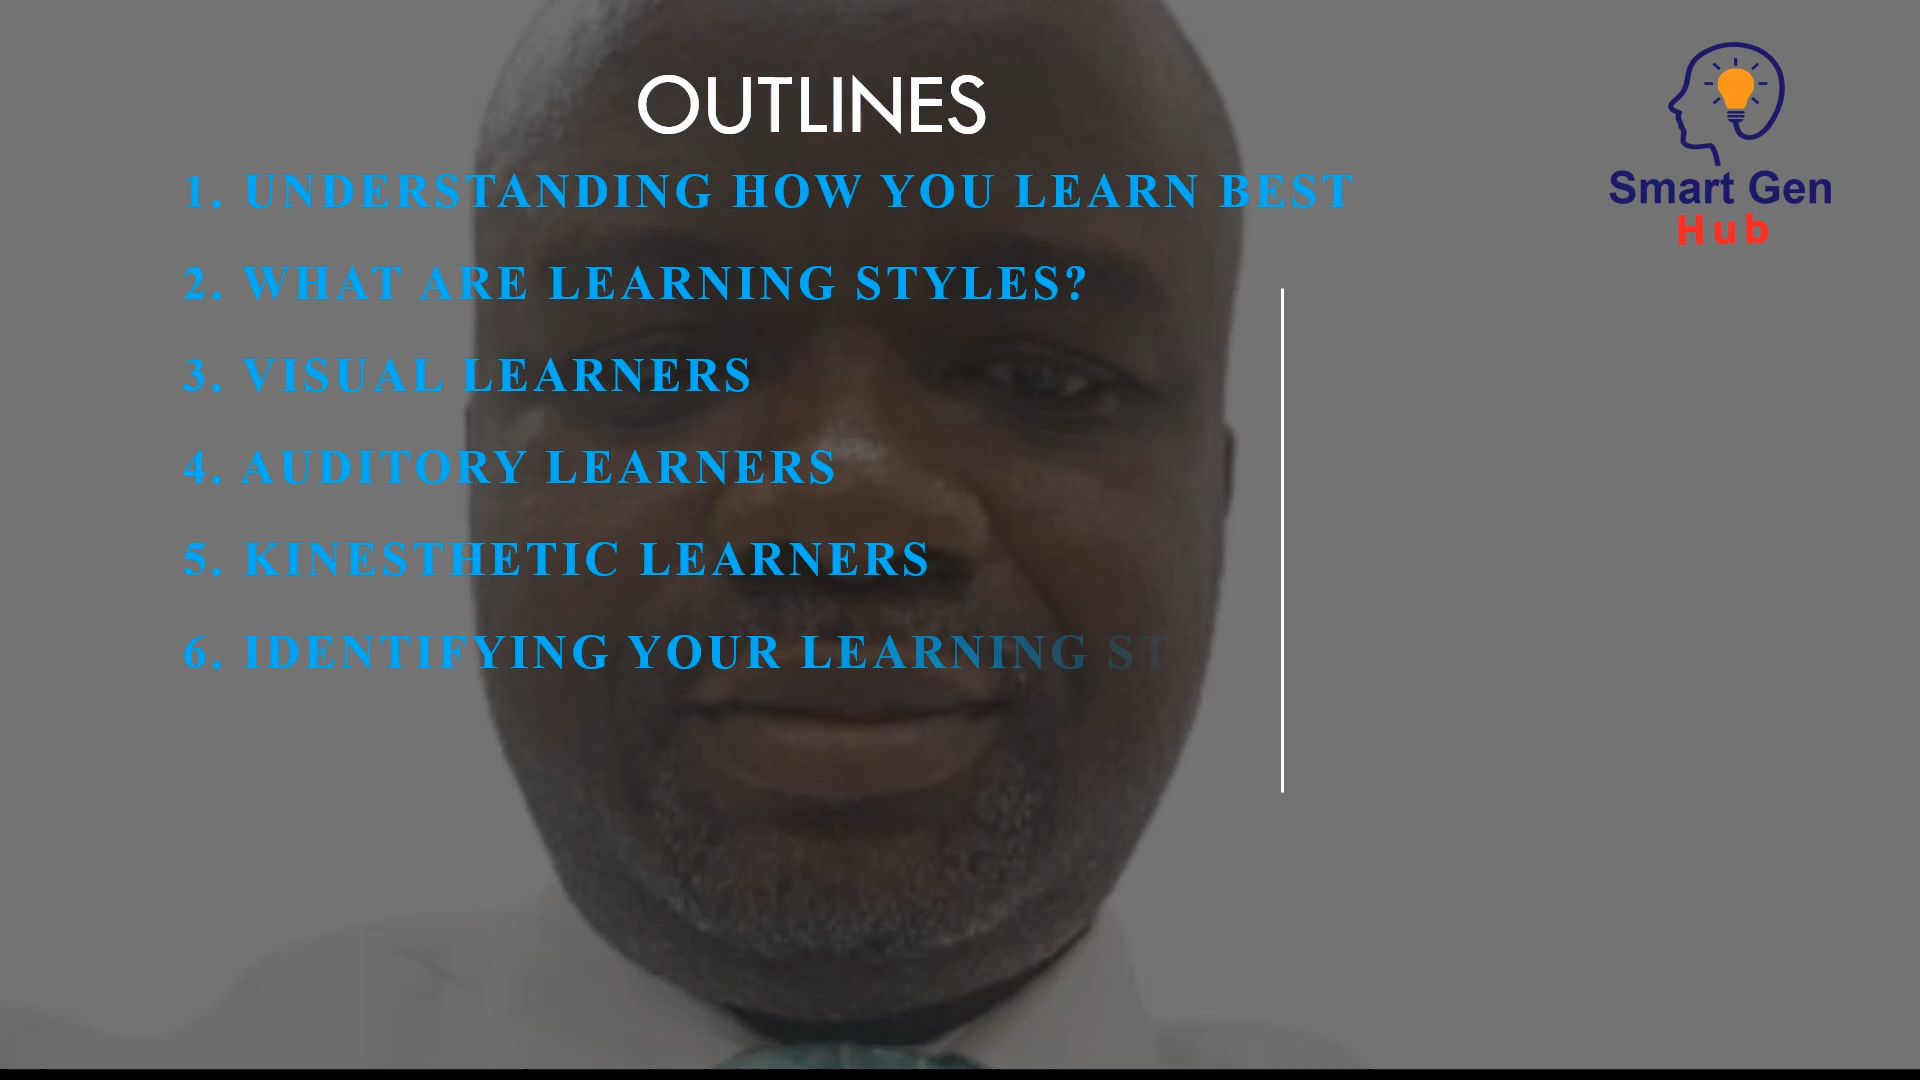 OUTLINES
1. UNDERSTANDING HOW YOU LEARN BEST
2. WHAT ARE LEARNING STYLES?
3. VISUAL LEARNERS
4. AUDITORY LEARNERS
5. KINESTHETIC LEARNERS
6. IDENTIFYING YOUR LEARNING ST
Smart Gen
Hub